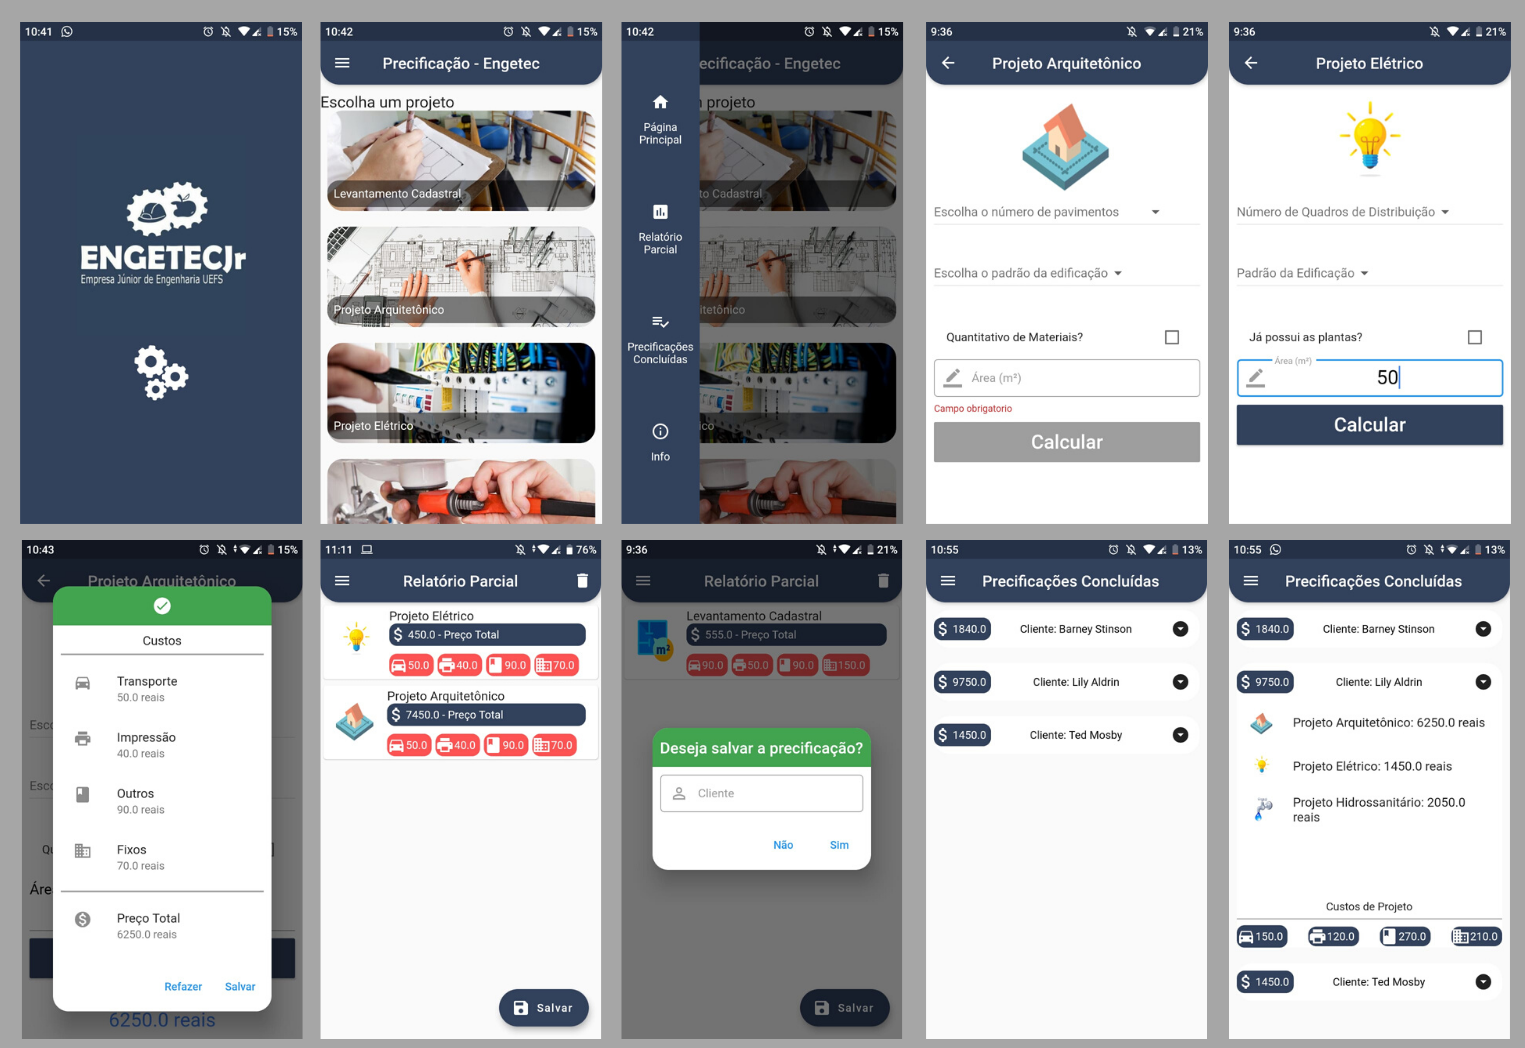 10:41
15%
ENGETECJr
Empresa Júnior de Engenharia UEFS
10:42
15%
Precificação - Engetec
Escolha um projeto
Levantamento Cadastral
Projeto Arquitetônico
Projeto Elétrico
10:42
15%
ecificação - Engetec
n projeto
Página
Principal
to Cadastral
Relatório
Parcial
itetônico
Precificações
Concluídas
ico
Info
9:36
21%
Projeto Arquitetônico
Escolha o número de pavimentos
Escolha o padrão da edificação
Quantitativo de Materiais?
Área (m²)
Campo obrigatorio
Calcular
9:36
21%
Projeto Elétrico
Número de Quadros de Distribuição
Padrão da Edificação
Já possui as plantas?
Área (m²)
50
Calcular
10:43
15%
Projeto Arquitetônico
Custos
Transporte
50.0 reais
Esco
Impressão
40.0 reais
Esco
Outros
90.0 reais
Qu
Fixos
70.0 reais
Áre
Preço Total
6250.0 reais
Refazer
Salvar
6250.0 reais
11:11
76%
Relatório Parcial
Projeto Elétrico
$ 450.0 - Preço Total
50.0
40.0
90.0
70.0
Projeto Arquitetônico
$ 7450.0 - Preço Total
50.0
40.0
90.0
70.0
Salvar
9:36
21%
Relatório Parcial
Levantamento Cadastral
m²
$ 555.0 - Preço Total
90.0
50.0
90.0
150.0
Deseja salvar a precificação?
Cliente
Não
Sim
Salvar
10:55
13%
Precificações Concluídas
$ 1840.0 Cliente: Barney Stinson
$ 9750.0 Cliente: Lily Aldrin
$ 1450.0 Cliente: Ted Mosby
10:55
13%
Precificações Concluídas
$ 1840.0 Cliente: Barney Stinson
$ 9750.0 Cliente: Lily Aldrin
Projeto Arquitetônico: 6250.0 reais
Projeto Elétrico: 1450.0 reais
Projeto Hidrossanitário: 2050.0
reais
Custos de Projeto
150.0
120.0
270.0
210.0
$ 1450.0 Cliente: Ted Mosby